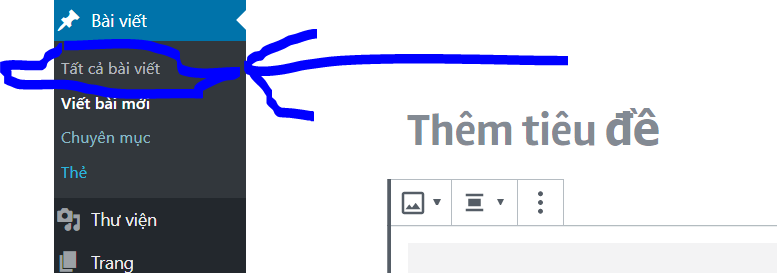 Bài viết
Tất cả bài viết
Viết bài mới
Chuyên mục
Thẻ
Thư viện
Trang
Thêm tiêu đề